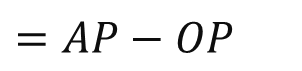 = AP − OP